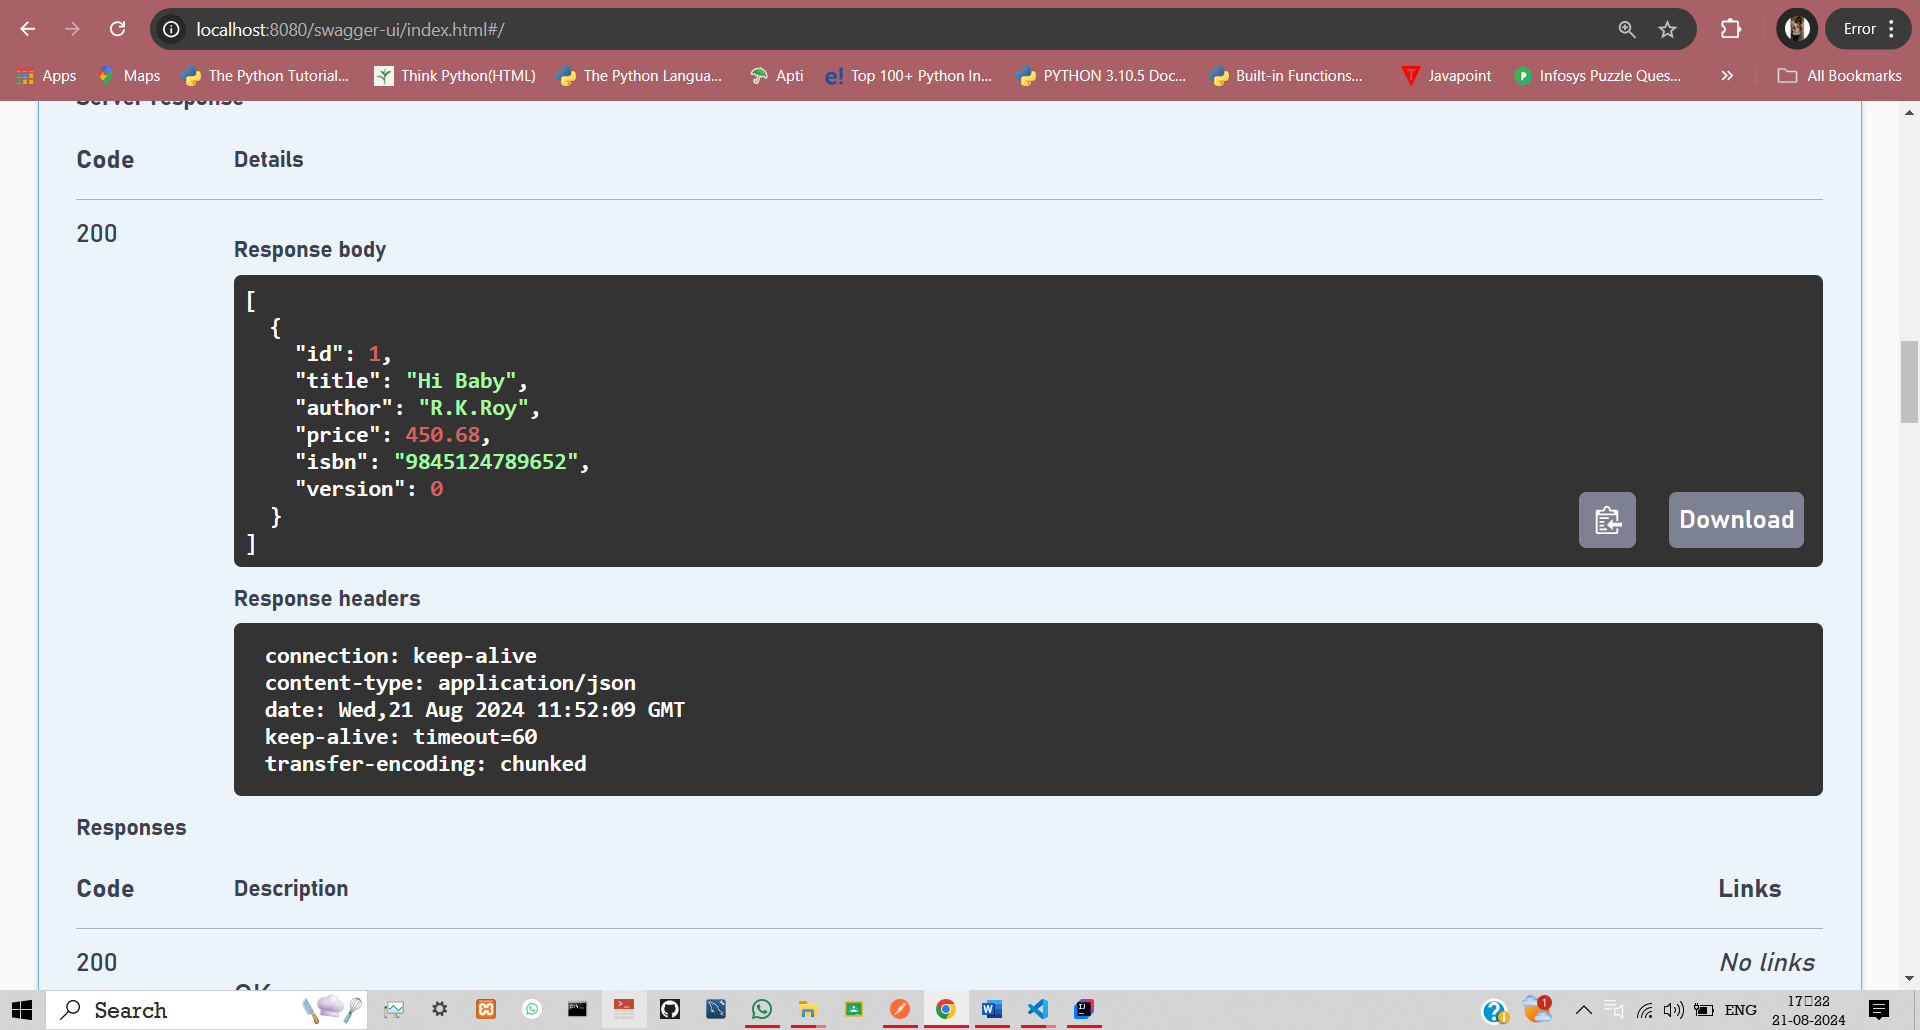 localhost:8080/swagger-ui/index.html#/
Error
Apps
Maps
The Python Tutorial...
Think Python(HTML)
The Python Langua...
Apti
Top 100+ Python In...
PYTHON 3.10.5 Doc...
Built-in Functions...
Javapoint
Infosys Puzzle Ques...
»
All Bookmarks
Server response
Code Details
200
Response body
[
{
"id": 1,
"title": "Hi Baby",
"author": "R.K.Roy",
"price": 450.68,
"isbn": "9845124789652",
"version": 0
}
]
Download
Response headers
connection: keep-alive
content-type: application/json
date: Wed,21 Aug 2024 11:52:09 GMT
keep-alive: timeout=60
transfer-encoding: chunked
Responses
Code Description Links
200 No links
OK
Search
1
ENG
17:22
21-08-2024